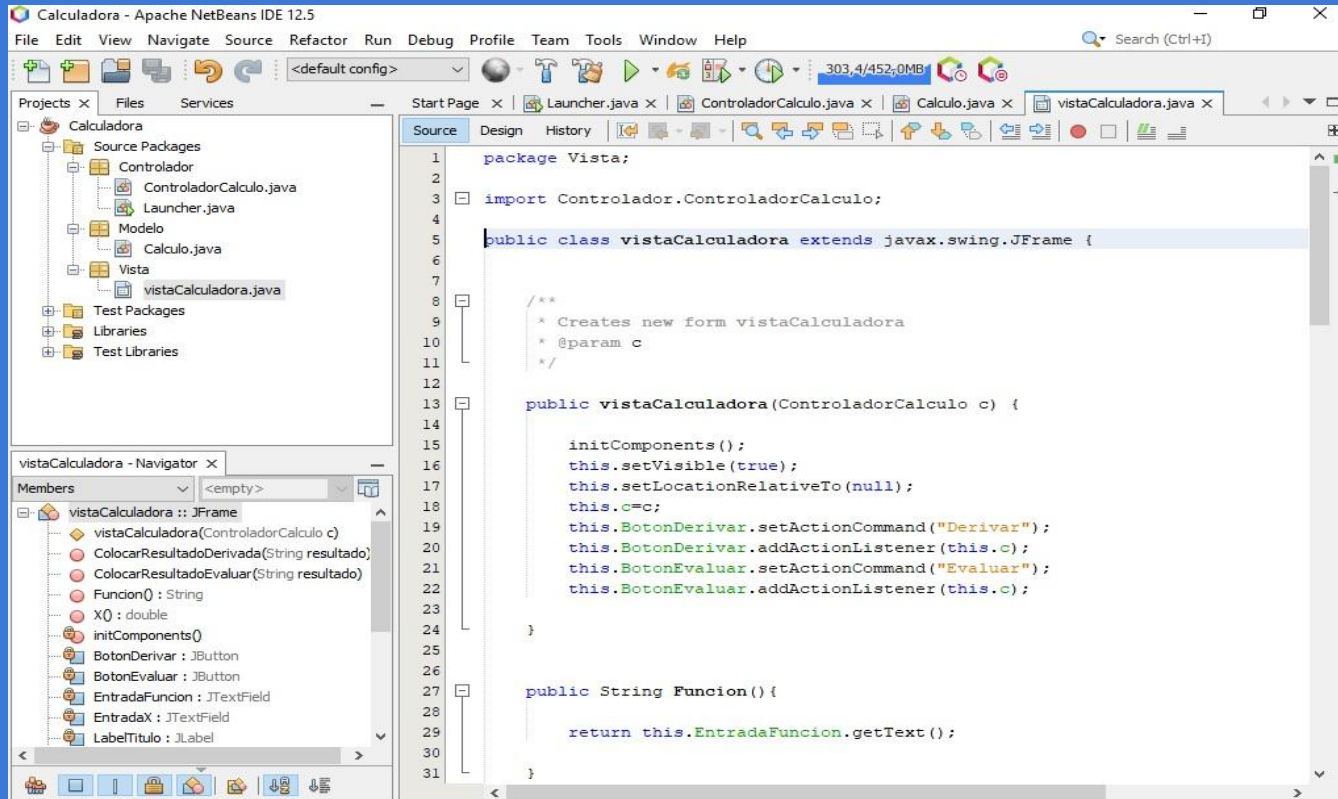 Calculadora - Apache NetBeans IDE 12.5
File Edit View Navigate Source Refactor Run Debug Profile Team Tools Window Help
Search (Ctrl+I)
<default config>
303,4/452,0MB
Projects Files Services
Calculadora
Source Packages
Controlador
ControladorCalculo.java
Launcher.java
Modelo
Calculo.java
Vista
vistaCalculadora.java
Test Packages
Libraries
Test Libraries
vistaCalculadora - Navigator
Members <empty>
vistaCalculadora :: JFrame
vistaCalculadora(ControladorCalculo c)
ColocarResultadoDerivada(String resultado)
ColocarResultadoEvaluar(String resultado)
Funcion() : String
X() : double
initComponents()
BotonDerivar : JButton
BotonEvaluar : JButton
EntradaFuncion : JTextField
EntradaX : JTextField
LabelTitulo : JLabel
Start Page Launcher.java ControladorCalculo.java Calculo.java vistaCalculadora.java
Source Design History
1 package Vista;
2
3 import Controlador.ControladorCalculo;
4
5 public class vistaCalculadora extends javax.swing.JFrame {
6
7
8 /**
9 * Creates new form vistaCalculadora
10 * @param c
11 */
12
13 public vistaCalculadora(ControladorCalculo c) {
14
15 initComponents();
16 this.setVisible(true);
17 this.setLocationRelativeTo(null);
18 this.c=c;
19 this.BotonDerivar.setActionCommand("Derivar");
20 this.BotonDerivar.addActionListener(this.c);
21 this.BotonEvaluar.setActionCommand("Evaluar");
22 this.BotonEvaluar.addActionListener(this.c);
23
24 }
25
26
27 public String Funcion(){
28
29 return this.EntradaFuncion.getText();
30
31 }